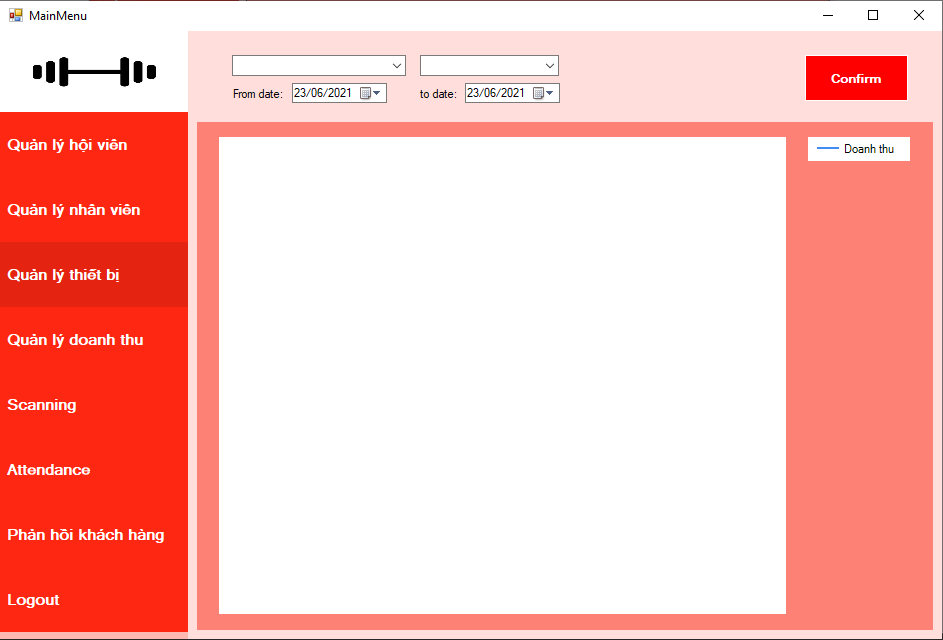 MainMenu
From date: 23/06/2021 to date: 23/06/2021
Confirm
Doanh thu
Quản lý hội viên
Quản lý nhân viên
Quản lý thiết bị
Quản lý doanh thu
Scanning
Attendance
Phản hồi khách hàng
Logout